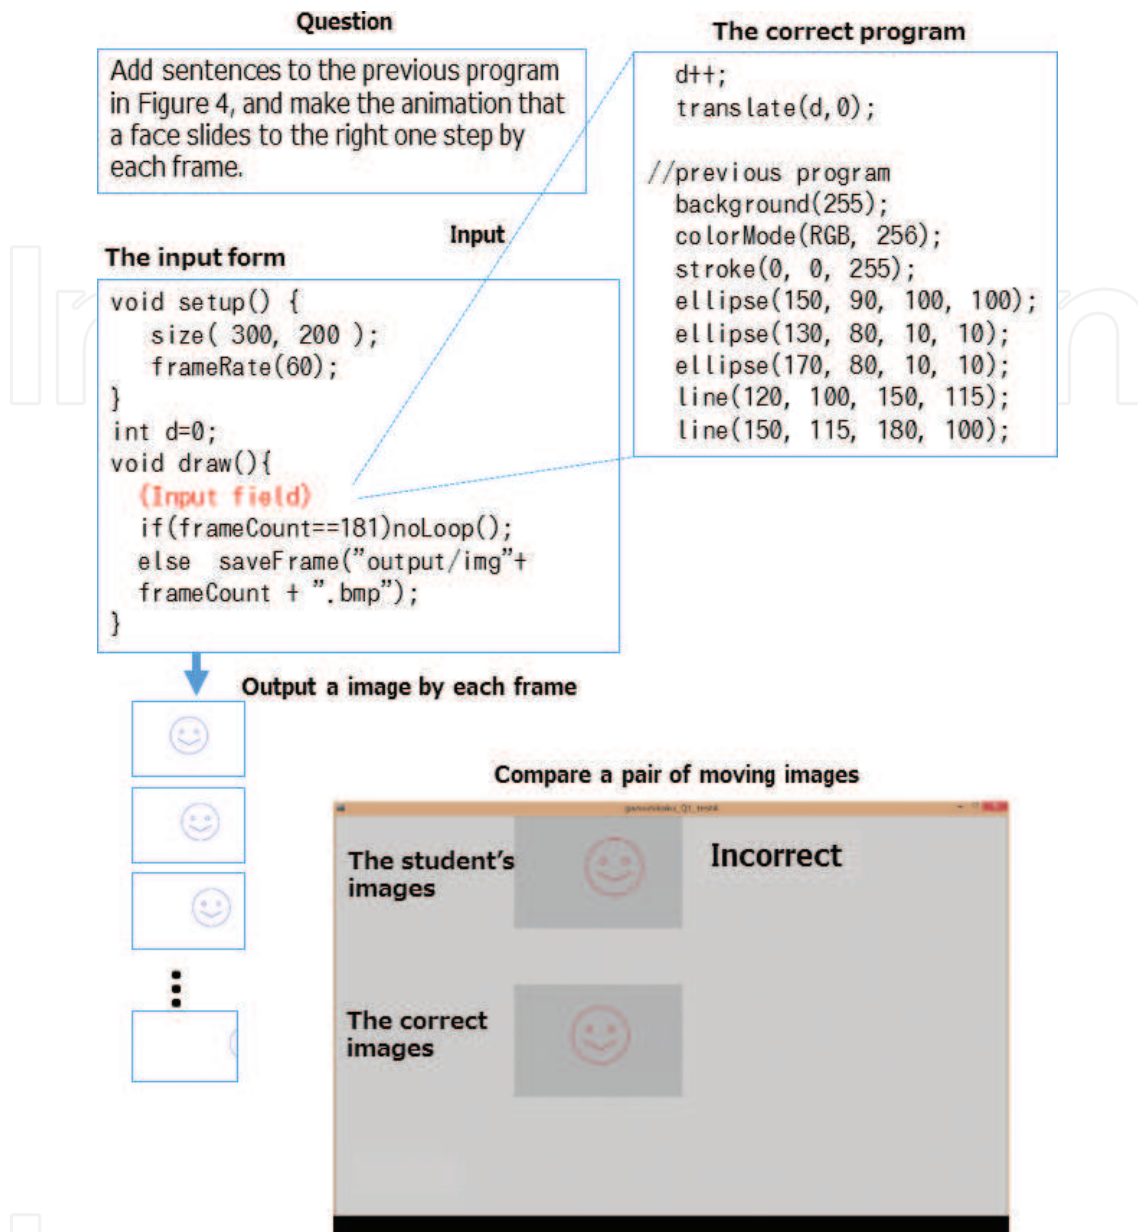 Question
Add sentences to the previous program
in Figure 4, and make the animation that
a face slides to the right one step by
each frame.
The correct program
d++;
translate(d,0);
//previous program
background(255);
colorMode(RGB, 256);
stroke(0, 0, 255);
ellipse(150, 90, 100, 100);
ellipse(130, 80, 10, 10);
ellipse(170, 80, 10, 10);
line(120, 100, 150, 115);
line(150, 115, 180, 100);
Input
The input form
void setup() {
size( 300, 200 );
frameRate(60);
}
int d=0;
void draw(){
(Input field)
if(frameCount==181)noLoop();
else saveFrame(”output/img”+
frameCount + ”.bmp”);
}
Output a image by each frame
Compare a pair of moving images
The student’s
images
Incorrect
The correct
images